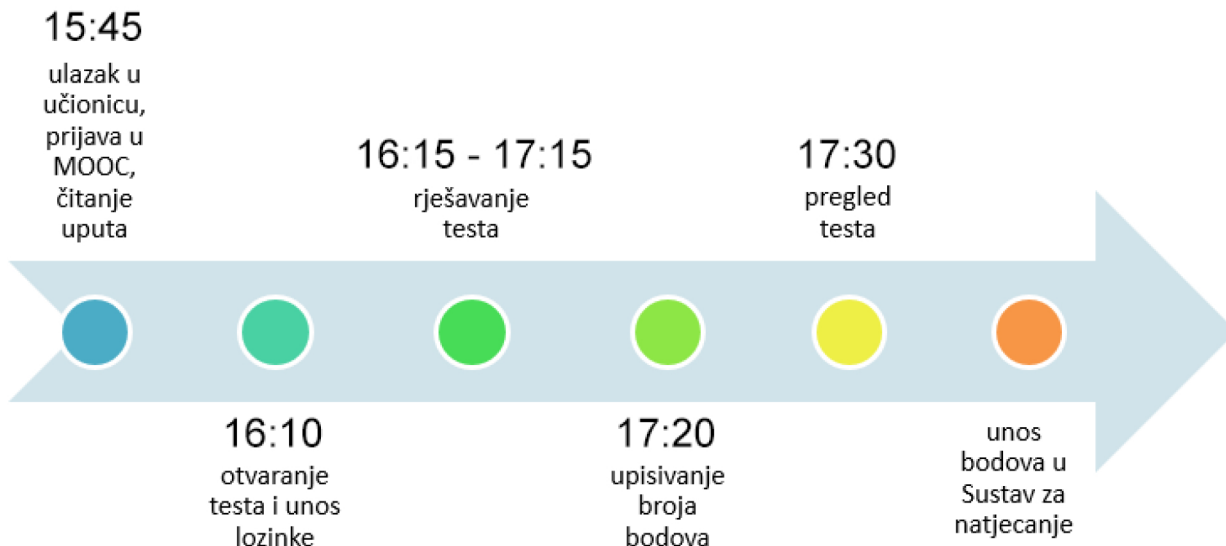 15:45
ulazak u
učionicu,
prijava u
MOOC,
čitanje
uputa
16:10
otvaranje
testa i unos
lozinke
16:15 - 17:15
rješavanje
testa
17:20
upisivanje
broja
bodova
17:30
pregled
testa
unos
bodova u
Sustav za
natjecanje